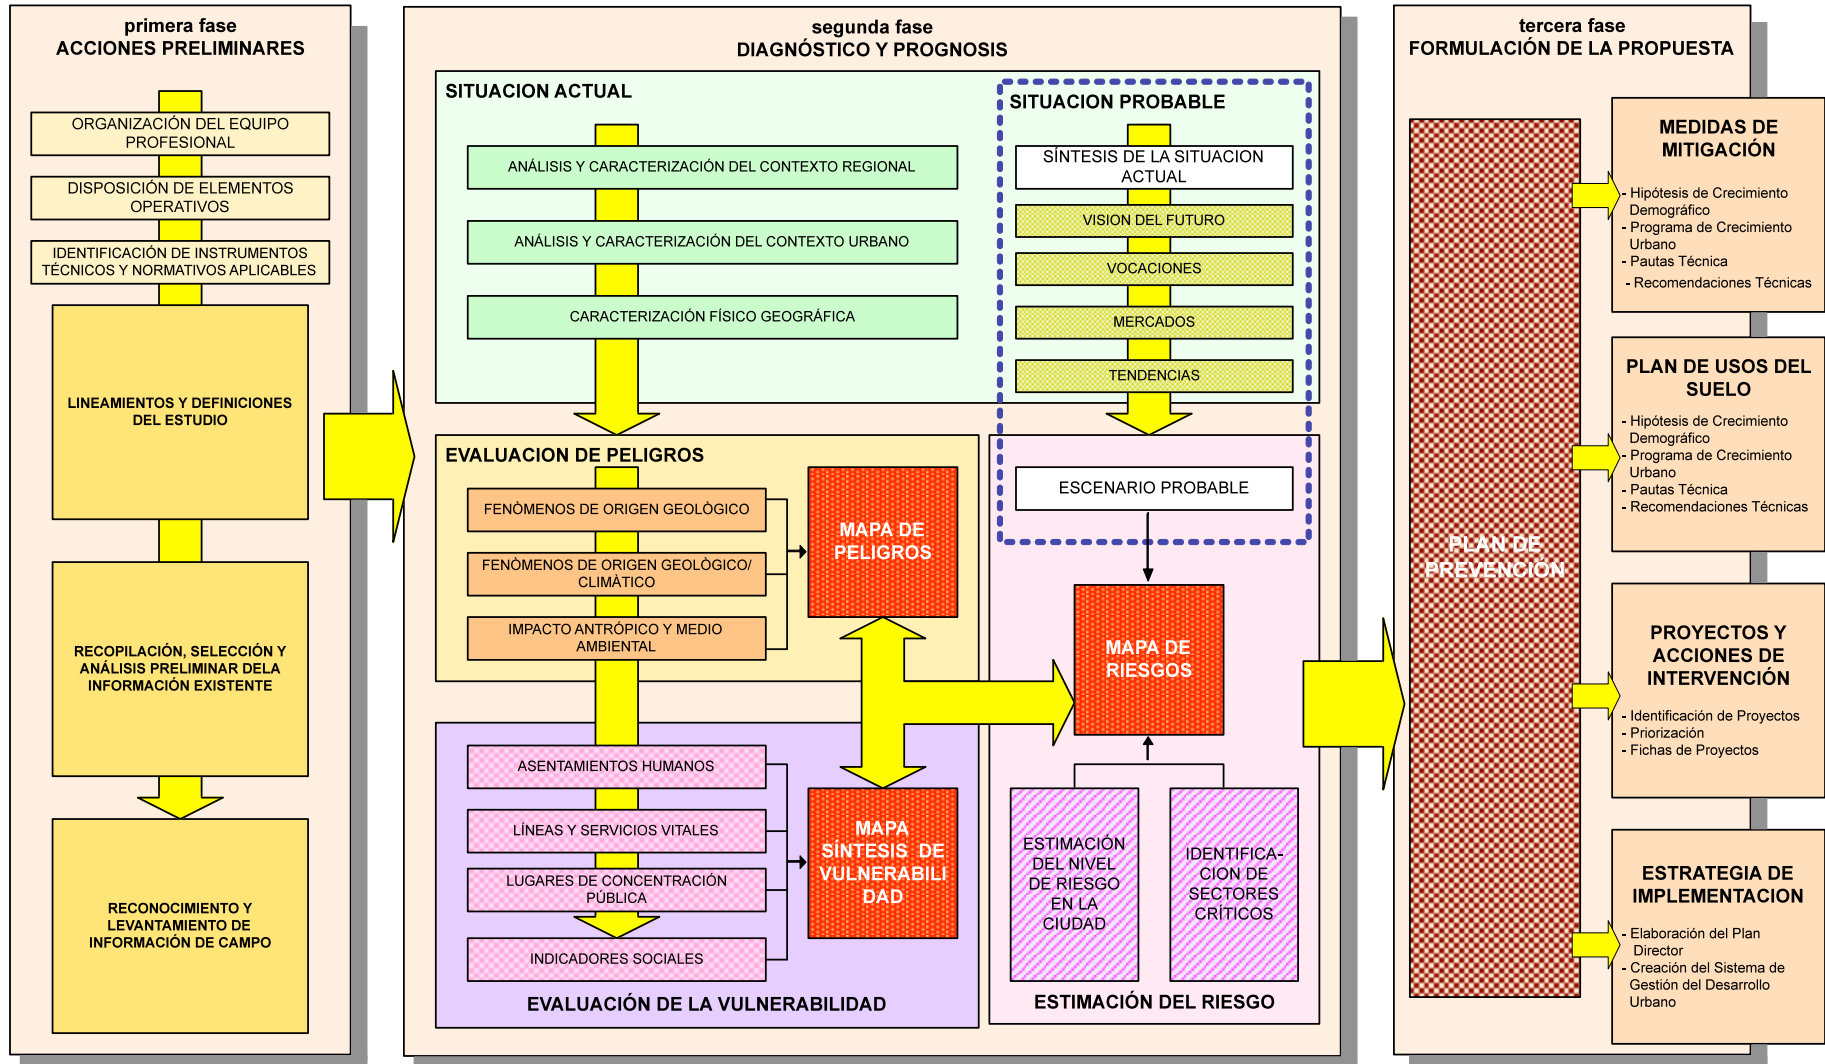 primera fase
ACCIONES PRELIMINARES
ORGANIZACIÓN DEL EQUIPO
PROFESIONAL
DISPOSICIÓN DE ELEMENTOS
OPERATIVOS
IDENTIFICACIÓN DE INSTRUMENTOS
TÉCNICOS Y NORMATIVOS APLICABLES
LINEAMIENTOS Y DEFINICIONES
DEL ESTUDIO
RECOPILACIÓN, SELECCIÓN Y
ANÁLISIS PRELIMINAR DELA
INFORMACIÓN EXISTENTE
RECONOCIMIENTO Y
LEVANTAMIENTO DE
INFORMACIÓN DE CAMPO
segunda fase
DIAGNÓSTICO Y PROGNOSIS
SITUACION ACTUAL
ANÁLISIS Y CARACTERIZACIÓN DEL CONTEXTO REGIONAL
ANÁLISIS Y CARACTERIZACIÓN DEL CONTEXTO URBANO
CARACTERIZACIÓN FÍSICO GEOGRÁFICA
SITUACION PROBABLE
SÍNTESIS DE LA SITUACION
ACTUAL
VISION DEL FUTURO
VOCACIONES
MERCADOS
TENDENCIAS
EVALUACION DE PELIGROS
FENÒMENOS DE ORIGEN GEOLÒGICO
FENÒMENOS DE ORIGEN GEOLÒGICO/
CLIMÀTICO
IMPACTO ANTRÓPICO Y MEDIO
AMBIENTAL
MAPA DE
PELIGROS
ASENTAMIENTOS HUMANOS
LÍNEAS Y SERVICIOS VITALES
LUGARES DE CONCENTRACIÓN
PÚBLICA
INDICADORES SOCIALES
MAPA
SÍNTESIS DE
VULNERABILI
DAD
EVALUACIÓN DE LA VULNERABILIDAD
ESCENARIO PROBABLE
MAPA DE
RIESGOS
ESTIMACIÓN
DEL NIVEL
DE RIESGO
EN LA
CIUDAD
IDENTIFICA-
CION DE
SECTORES
CRÍTICOS
ESTIMACIÓN DEL RIESGO
tercera fase
FORMULACIÓN DE LA PROPUESTA
PLAN DE
PREVENCIÓN
MEDIDAS DE
MITIGACIÓN
- Hipótesis de Crecimiento
Demográfico
- Programa de Crecimiento
Urbano
- Pautas Técnica
- Recomendaciones Técnicas
PLAN DE USOS DEL
SUELO
- Hipótesis de Crecimiento
Demográfico
- Programa de Crecimiento
Urbano
- Pautas Técnica
- Recomendaciones Técnicas
PROYECTOS Y
ACCIONES DE
INTERVENCIÓN
- Identificación de Proyectos
- Priorización
- Fichas de Proyectos
ESTRATEGIA DE
IMPLEMENTACION
- Elaboración del Plan
Director
- Creación del Sistema de
Gestión del Desarrollo
Urbano